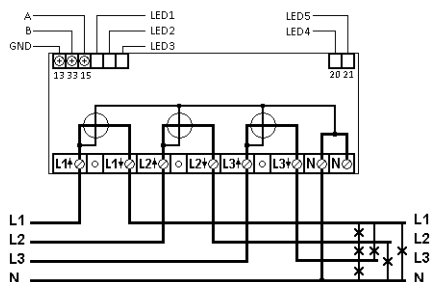 A LED1 LED5
B LED2 LED4
GND LED3
13 33 15 20 21
L1 L1 L2 L2 L3 L3 N N
L1 L1
L2 L2
L3 L3
N N